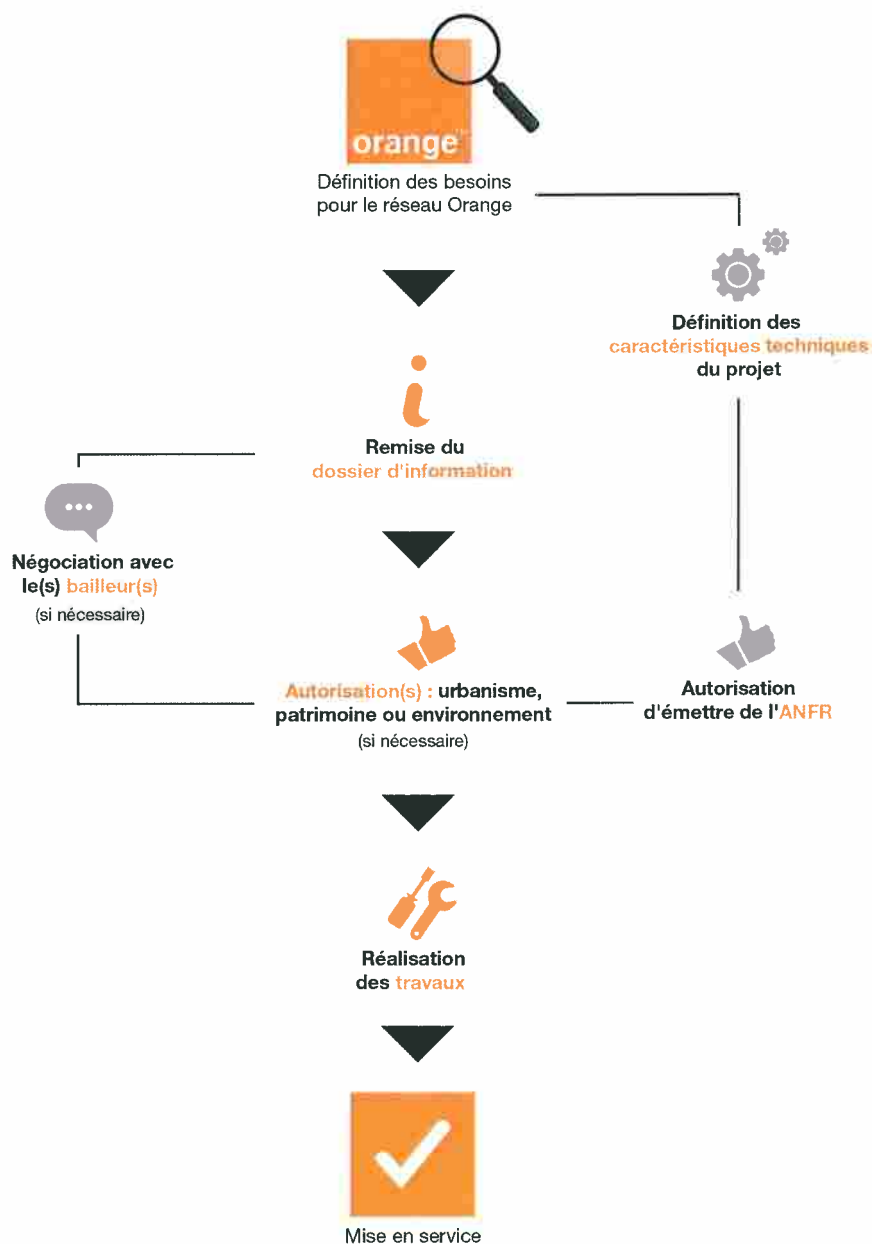 orange™
Définition des besoins
pour le réseau Orange
Définition des
caractéristiques techniques
du projet
Remise du
dossier d'information
Négociation avec
le(s) bailleur(s)
(si nécessaire)
Autorisation(s) : urbanisme,
patrimoine ou environnement
(si nécessaire)
Autorisation
d'émettre de l'ANFR
Réalisation
des travaux
Mise en service